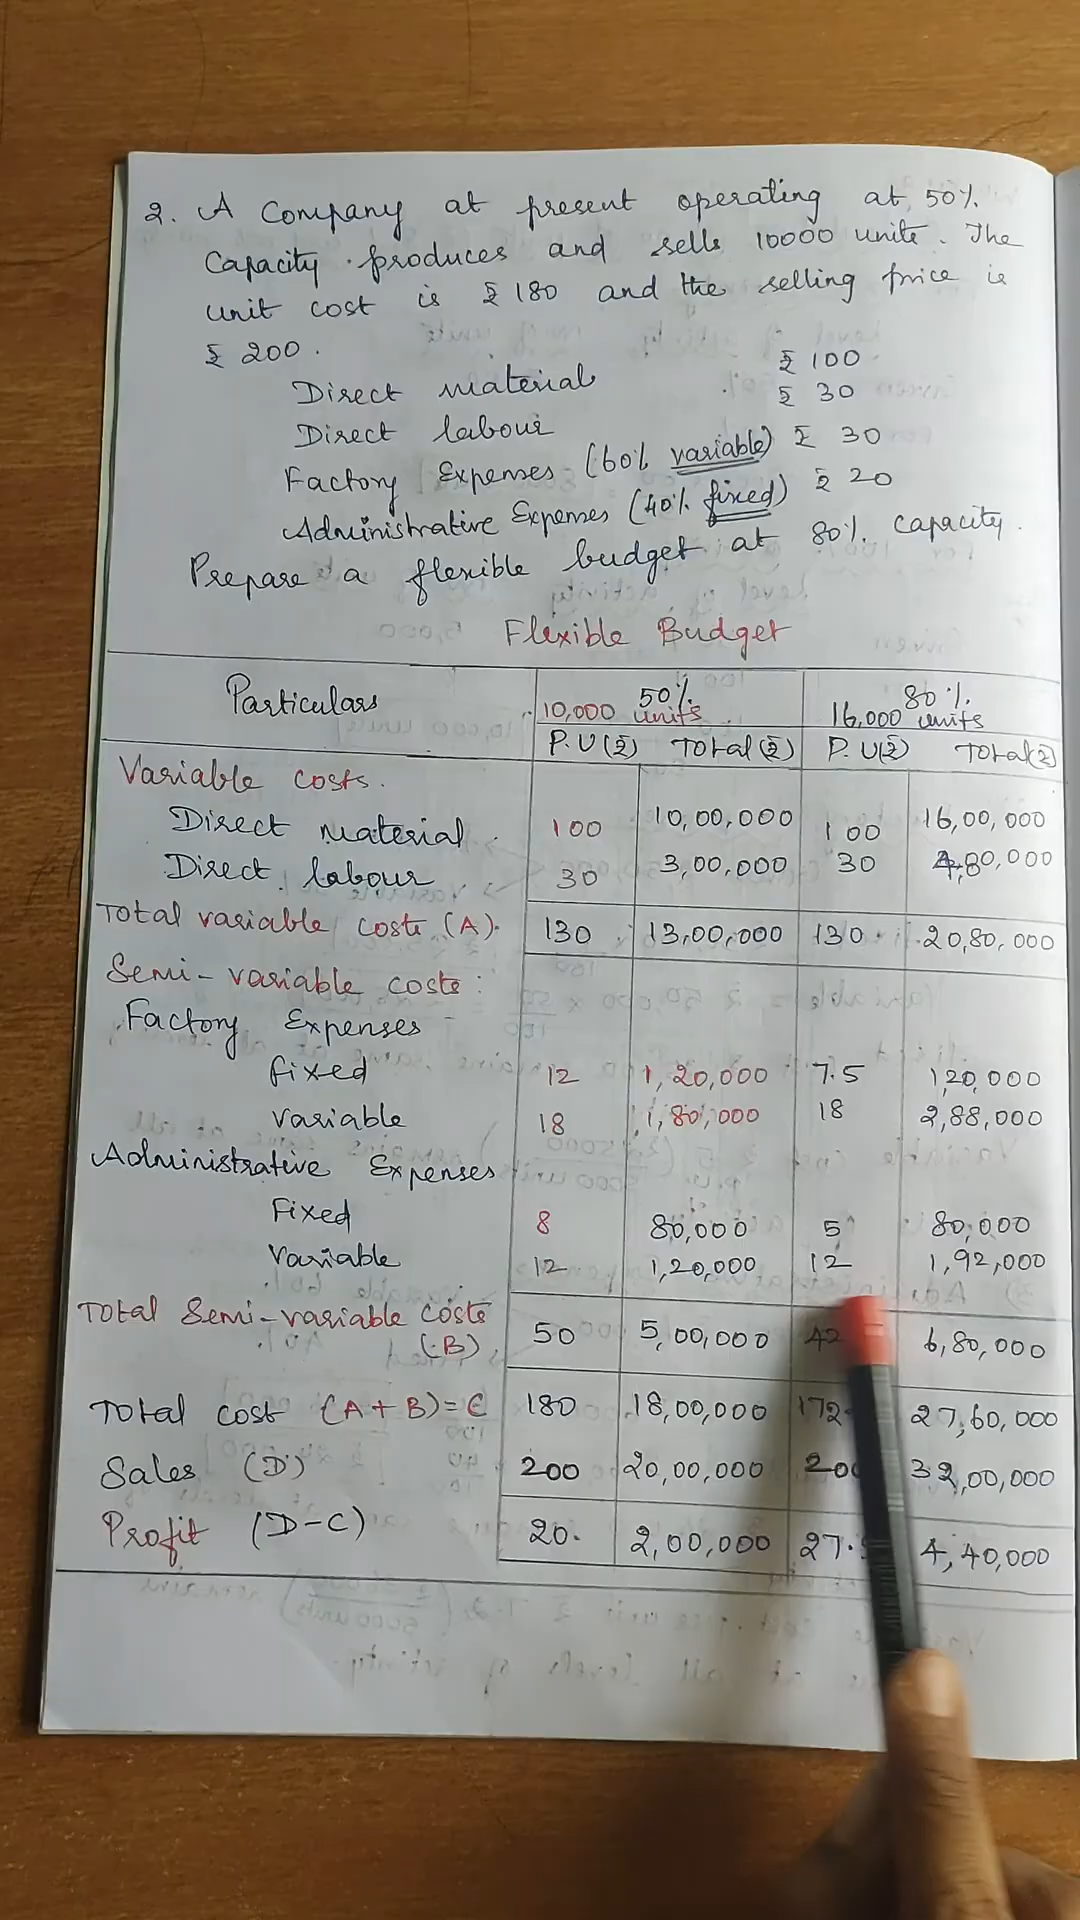 2. A Company at present operating at 50%
Capacity produces and sells 10000 units. The
unit cost is ₹ 180 and the selling price is
₹ 200.
Direct material ₹ 100
Direct labour ₹ 30
Factory Expenses (60% variable) ₹ 30
Administrative Expenses (40% fixed) ₹ 20
Prepare a flexible budget at 80% capacity.
Flexible Budget
Particulars 50% 80%
10,000 units 16,000 units
P.U(₹) Total(₹) P.U(₹) Total(₹)
Variable costs.
Direct material 100 10,00,000 100 16,00,000
Direct labour 30 3,00,000 30 4,80,000
Total variable costs (A). 130 13,00,000 130 20,80,000
Semi-variable costs:
Factory Expenses
Fixed 12 1,20,000 7.5 1,20,000
Variable 18 1,80,000 18 2,88,000
Administrative Expenses
Fixed 8 80,000 5 80,000
Variable 12 1,20,000 12 1,92,000
Total Semi-variable costs
(B) 50 5,00,000 42 6,80,000
Total cost (A+B)=C 180 18,00,000 172 27,60,000
Sales (D) 200 20,00,000 200 32,00,000
Profit (D-C) 20. 2,00,000 27. 4,40,000